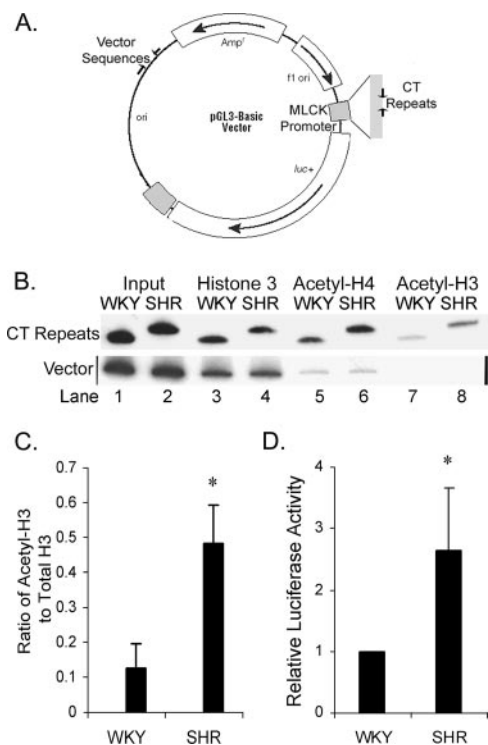 A.
Vector
Sequences
Ampʳ
f1 ori
CT
Repeats
MLCK
Promoter
pGL3-Basic
Vector
ori
luc+
B.
Input Histone 3 Acetyl-H4 Acetyl-H3
WKY SHR WKY SHR WKY SHR WKY SHR
CT Repeats
Vector
Lane 1 2 3 4 5 6 7 8
C.
Ratio of Acetyl-H3
to Total H3
0.7
0.6
0.5
0.4
0.3
0.2
0.1
0
*
WKY SHR
D.
Relative Luciferase Activity
4
3
2
1
0
*
WKY SHR